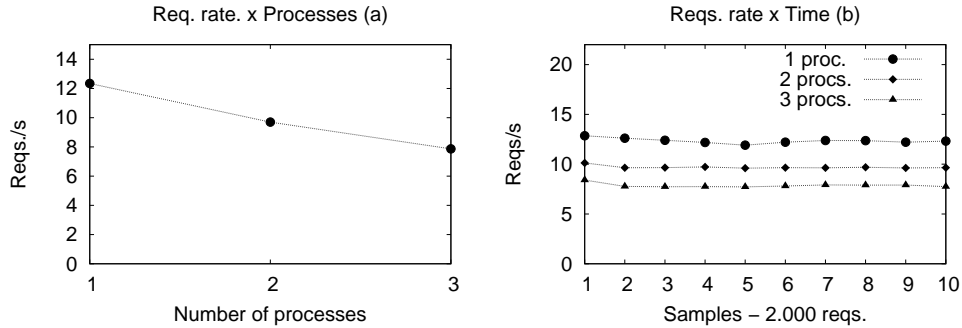 Req. rate. x Processes (a)
14
12
10
8
6
4
2
0
1
2
3
Reqs./s
Number of processes
Reqs. rate x Time (b)
1 proc.
2 procs.
3 procs.
20
15
10
5
0
1 2 3 4 5 6 7 8 9 10
Reqs/s
Samples − 2.000 reqs.